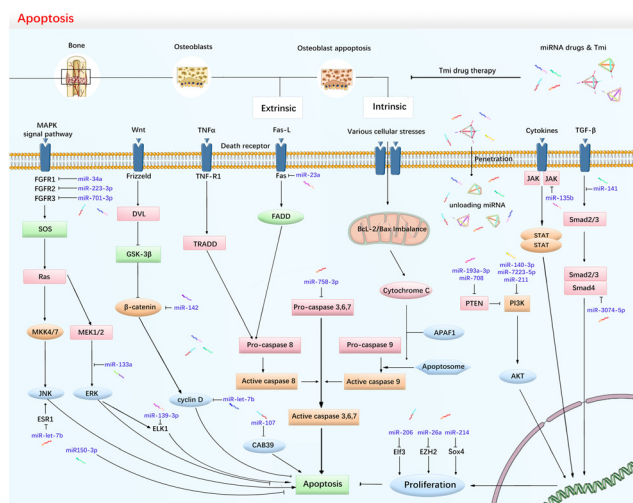 Apoptosis
Bone
Osteoblasts
Osteoblast appoptosis
miRNA drugs & Tmi
Tmi drug therapy
Extrinsic
Intrinsic
MAPK
signal pathway
Wnt
TNFα
Fas-L
Various cellular stresses
Cytokines
TGF-β
Death receptor
Penetration
FGFR1
miR-34a
FGFR2
miR-223-3p
FGFR3
miR-701-3p
Frizzeld
TNF-R1
Fas
miR-23a
JAK
JAK
miR-135b
miR-141
unloading miRNA
SOS
DVL
FADD
BcL-2/Bax Imbalance
STAT
STAT
Smad2/3
GSK-3β
TRADD
miR-758-3p
Cytochrome C
miR-193a-3p
miR-708
miR-140-3p
miR-7223-5p
miR-211
Smad2/3
Smad4
Ras
β-catenin
miR-142
Pro-caspase 3,6,7
PTEN
PI3K
miR-3074-5p
MKK4/7
MEK1/2
Pro-caspase 8
Pro-caspase 9
APAF1
miR-133a
Apoptosome
AKT
JNK
ERK
cyclin D
miR-let-7b
Active caspase 8
Active caspase 9
ESR1
miR-let-7b
miR-139-3p
ELK1
miR-107
CAB39
Active caspase 3,6,7
miR-206
miR-26a
miR-214
Elf3
EZH2
Sox4
miR150-3p
Apoptosis
Proliferation